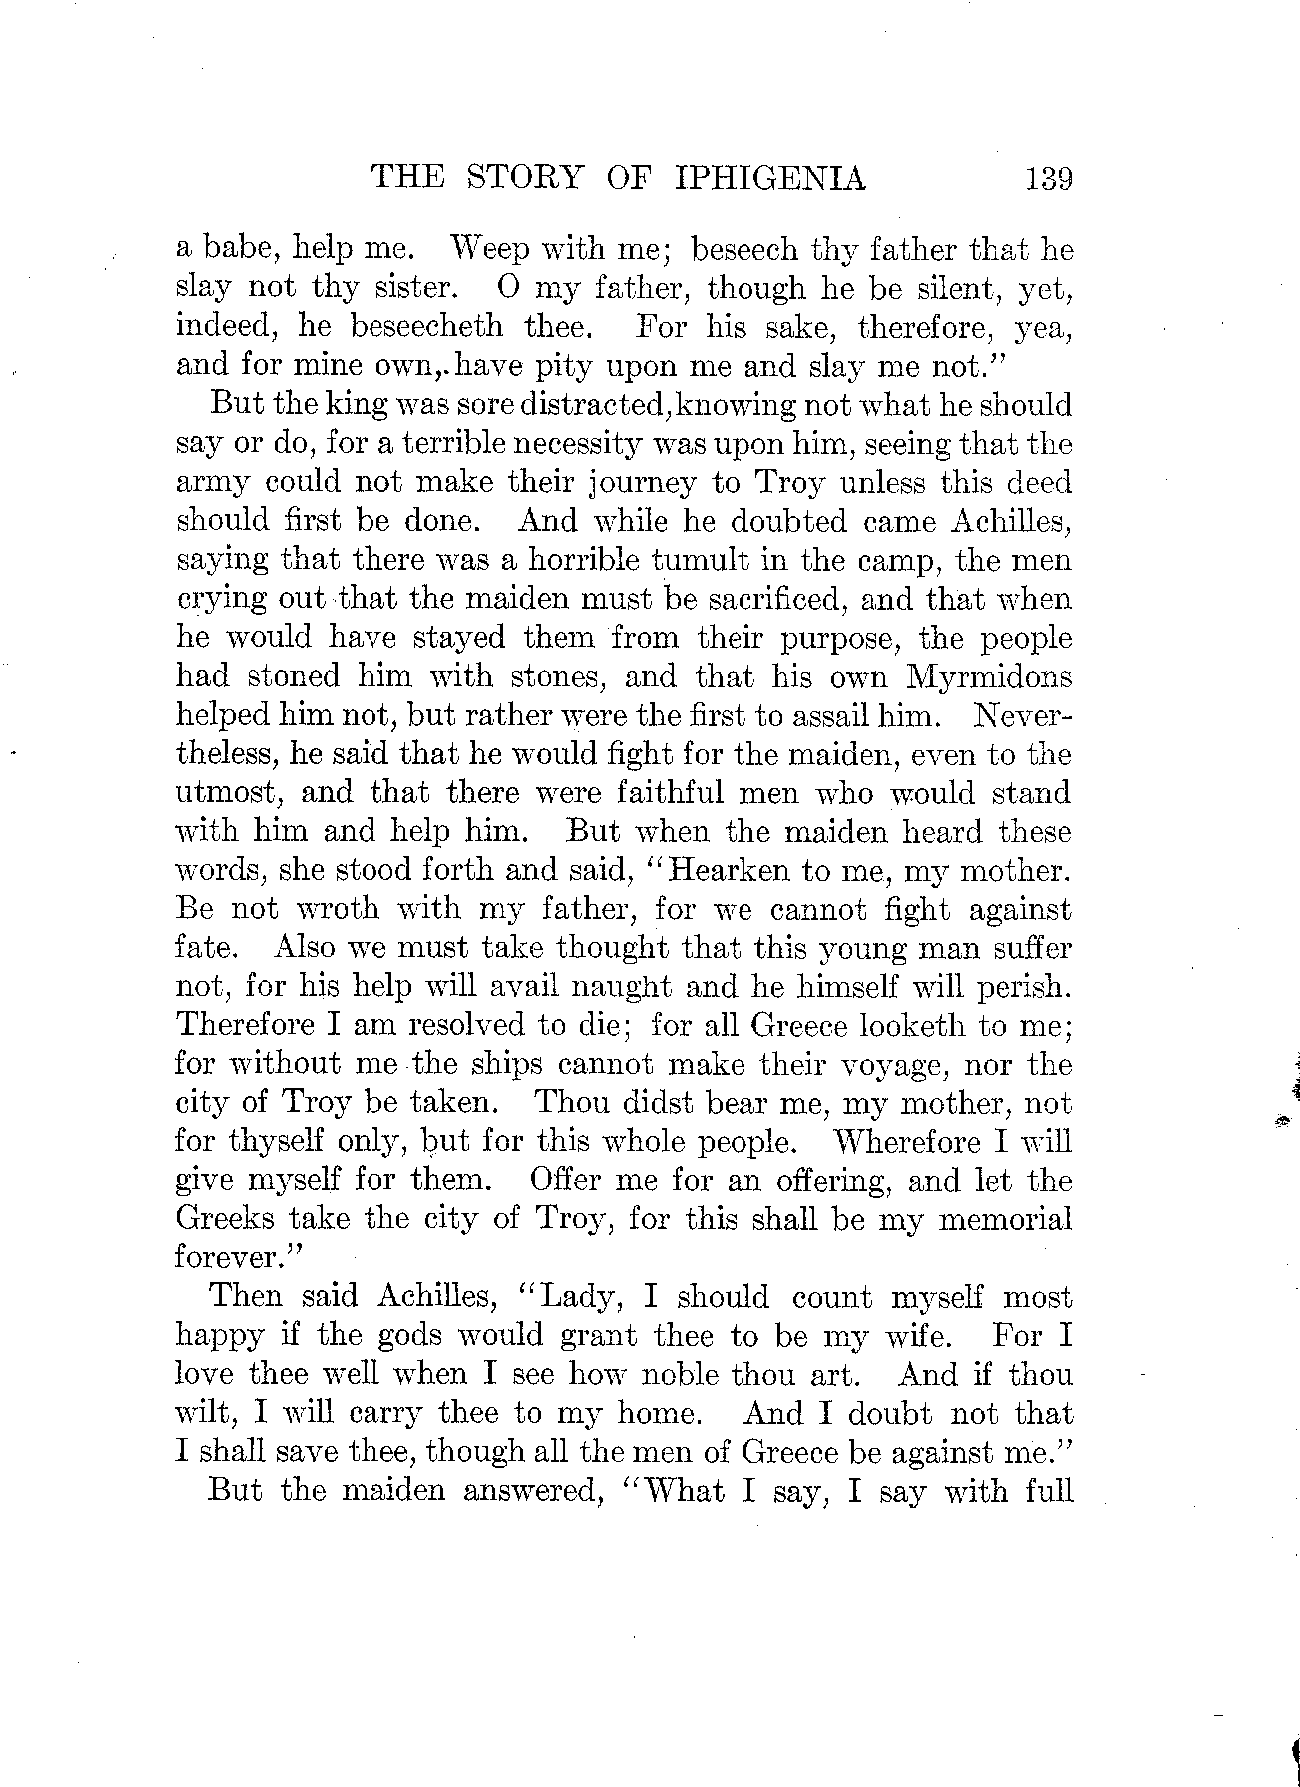 THE STORY OF IPHIGENIA 139
a babe, help me. Weep with me; beseech thy father that he
slay not thy sister. O my father, though he be silent, yet,
indeed, he beseecheth thee. For his sake, therefore, yea,
and for mine own, have pity upon me and slay me not."
But the king was sore distracted, knowing not what he should
say or do, for a terrible necessity was upon him, seeing that the
army could not make their journey to Troy unless this deed
should first be done. And while he doubted came Achilles,
saying that there was a horrible tumult in the camp, the men
crying out that the maiden must be sacrificed, and that when
he would have stayed them from their purpose, the people
had stoned him with stones, and that his own Myrmidons
helped him not, but rather were the first to assail him. Never-
theless, he said that he would fight for the maiden, even to the
utmost, and that there were faithful men who would stand
with him and help him. But when the maiden heard these
words, she stood forth and said, "Hearken to me, my mother.
Be not wroth with my father, for we cannot fight against
fate. Also we must take thought that this young man suffer
not, for his help will avail naught and he himself will perish.
Therefore I am resolved to die; for all Greece looketh to me;
for without me the ships cannot make their voyage, nor the
city of Troy be taken. Thou didst bear me, my mother, not
for thyself only, but for this whole people. Wherefore I will
give myself for them. Offer me for an offering, and let the
Greeks take the city of Troy, for this shall be my memorial
forever."
Then said Achilles, "Lady, I should count myself most
happy if the gods would grant thee to be my wife. For I
love thee well when I see how noble thou art. And if thou
wilt, I will carry thee to my home. And I doubt not that
I shall save thee, though all the men of Greece be against me."
But the maiden answered, "What I say, I say with full